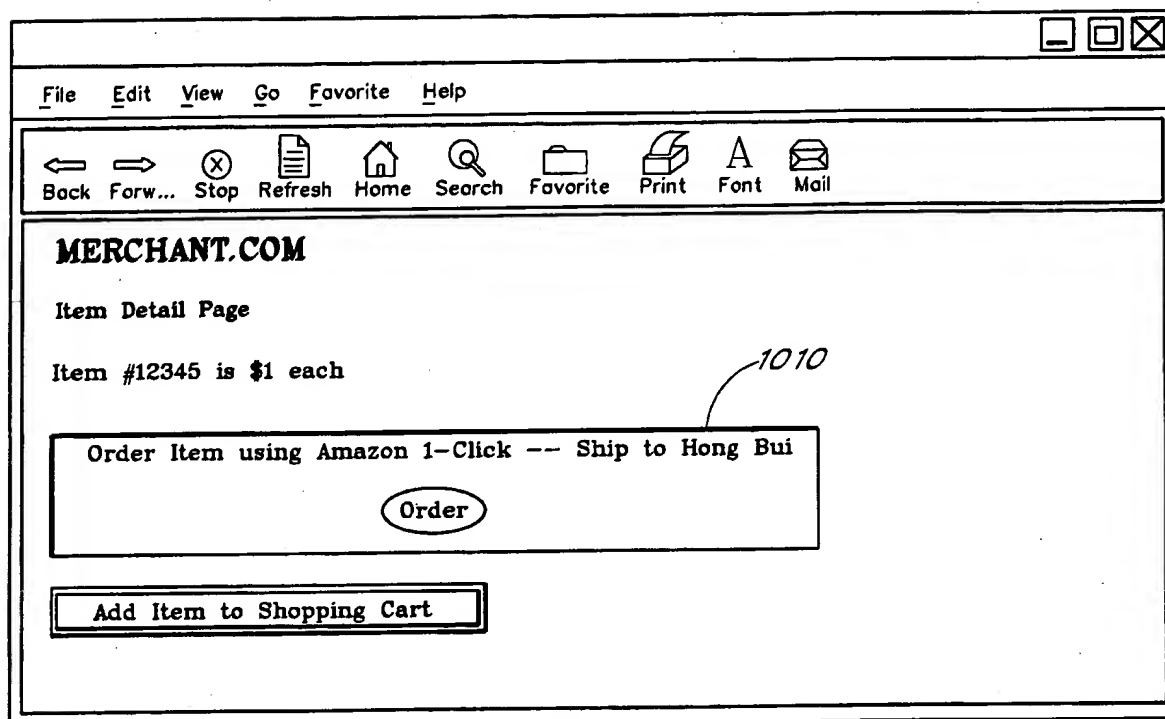 File Edit View Go Favorite Help
Back Forw... Stop Refresh Home Search Favorite Print Font Mail
MERCHANT.COM
Item Detail Page
Item #12345 is $1 each
1010
Order Item using Amazon 1-Click -- Ship to Hong Bui
Order
Add Item to Shopping Cart